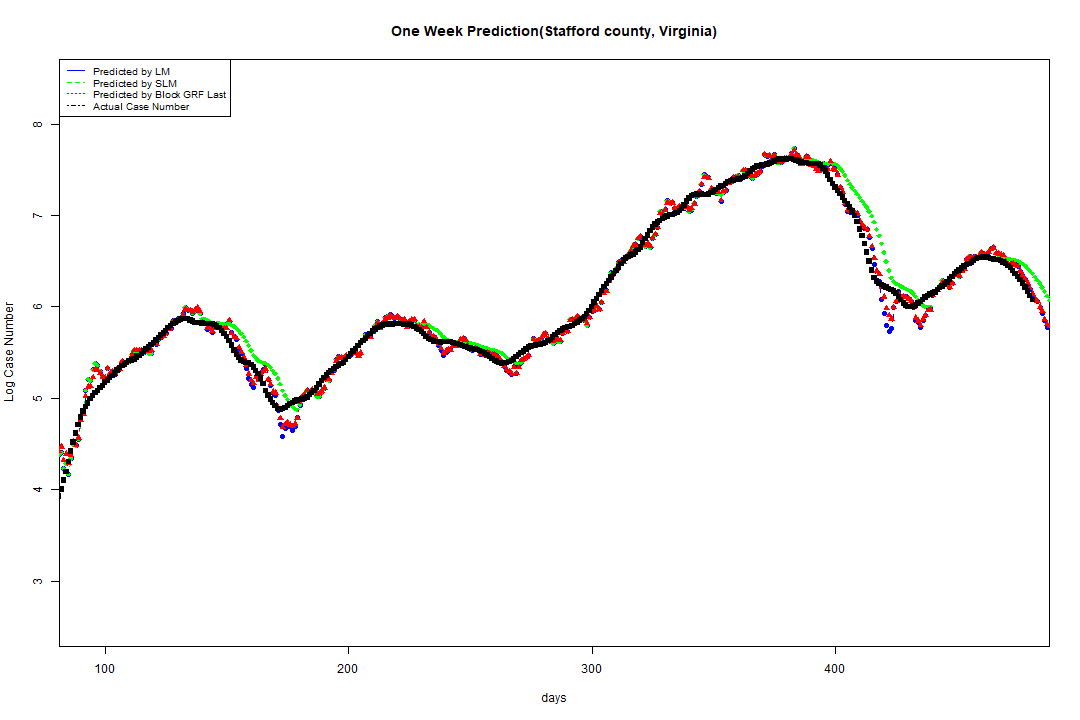 One Week Prediction(Stafford county, Virginia)
Predicted by LM
Predicted by SLM
Predicted by Block GRF Last
Actual Case Number
8
7
6
5
4
3
Log Case Number
100 200 300 400
days